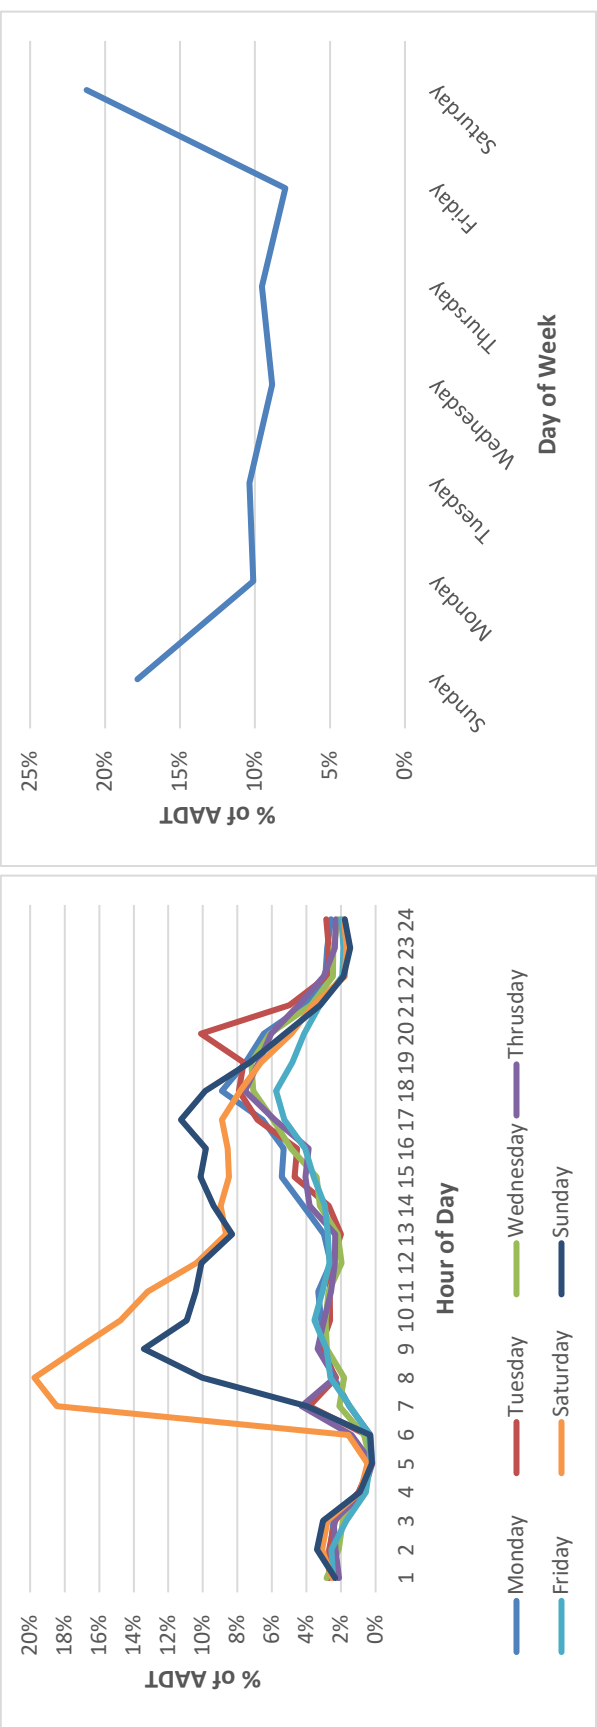 20%
18%
16%
14%
12%
10%
8%
6%
4%
2%
0%
% of AADT
1 2 3 4 5 6 7 8 9 10 11 12 13 14 15 16 17 18 19 20 21 22 23 24
Hour of Day
Monday Tuesday Wednesday Thrusday
Friday Saturday Sunday
25%
20%
15%
10%
5%
0%
% of AADT
Sunday Monday Tuesday Wednesday Thursday Friday Saturday
Day of Week